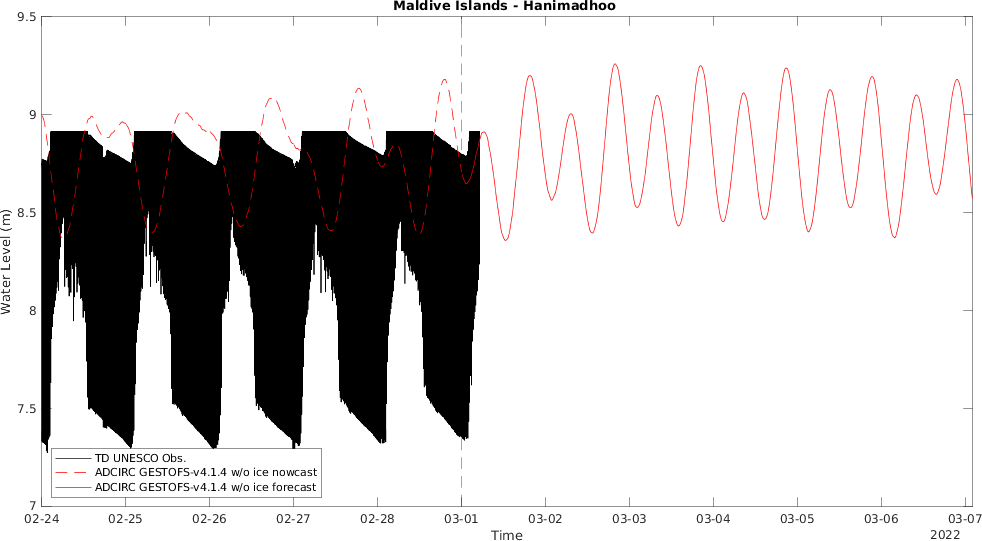 Maldive Islands - Hanimadhoo
9.5
9
8.5
8
7.5
7
Water Level (m)
TD UNESCO Obs.
ADCIRC GESTOFS-v4.1.4 w/o ice nowcast
ADCIRC GESTOFS-v4.1.4 w/o ice forecast
02-24 02-25 02-26 02-27 02-28 03-01 03-02 03-03 03-04 03-05 03-06 03-07
Time
2022